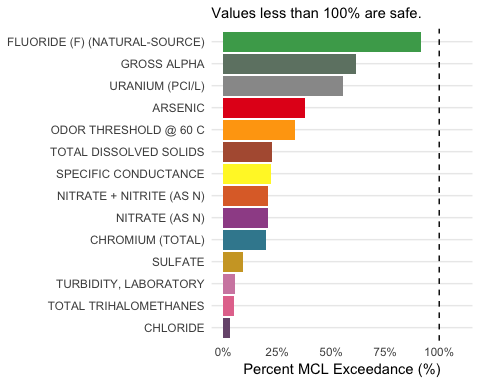 Values less than 100% are safe.
FLUORIDE (F) (NATURAL-SOURCE)
GROSS ALPHA
URANIUM (PCI/L)
ARSENIC
ODOR THRESHOLD @ 60 C
TOTAL DISSOLVED SOLIDS
SPECIFIC CONDUCTANCE
NITRATE + NITRITE (AS N)
NITRATE (AS N)
CHROMIUM (TOTAL)
SULFATE
TURBIDITY, LABORATORY
TOTAL TRIHALOMETHANES
CHLORIDE
0% 25% 50% 75% 100%
Percent MCL Exceedance (%)